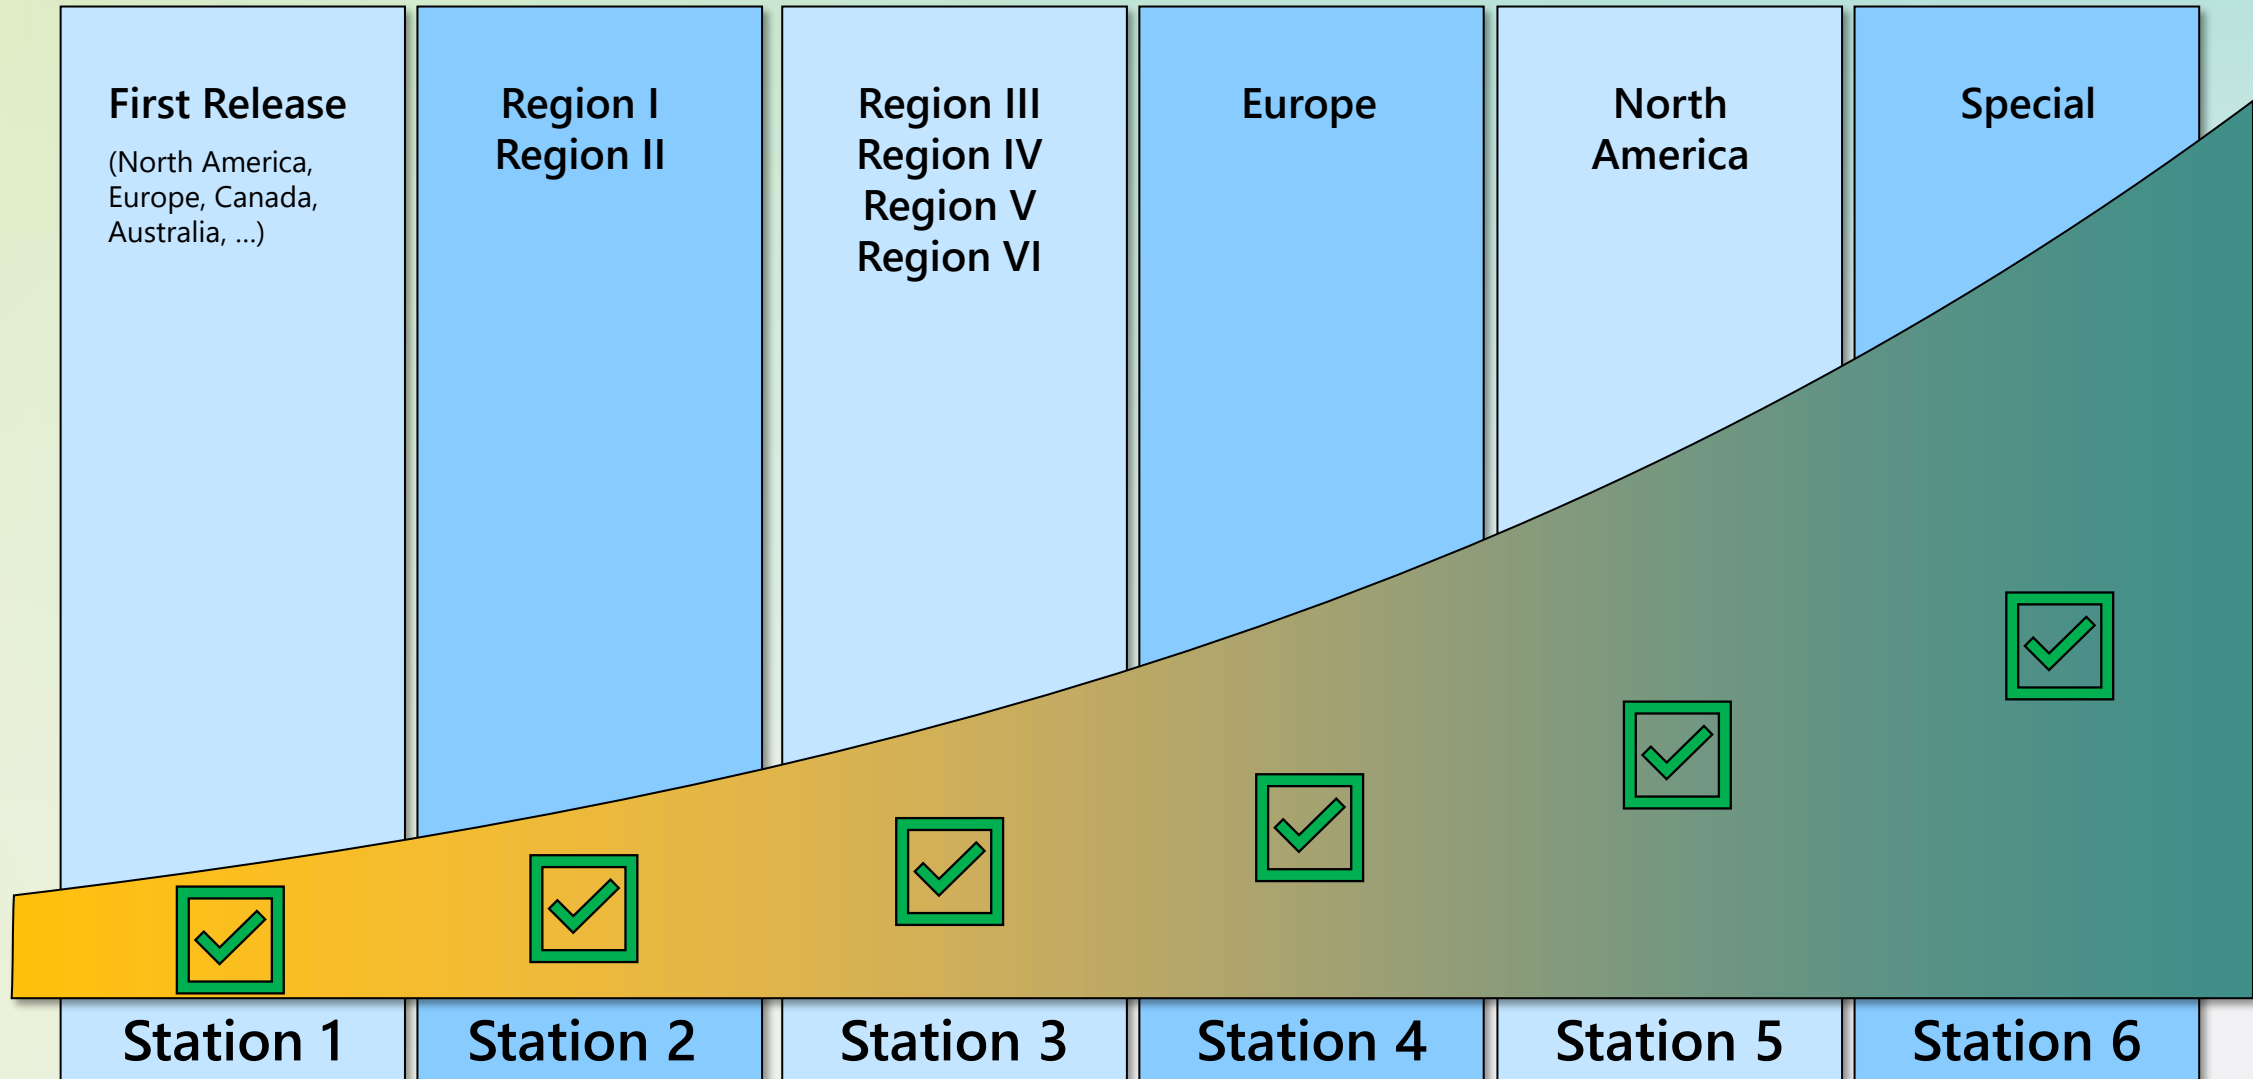 First Release
(North America,
Europe, Canada,
Australia, ...)
Region I
Region II
Region III
Region IV
Region V
Region VI
Europe
North
America
Special
Station 1
Station 2
Station 3
Station 4
Station 5
Station 6